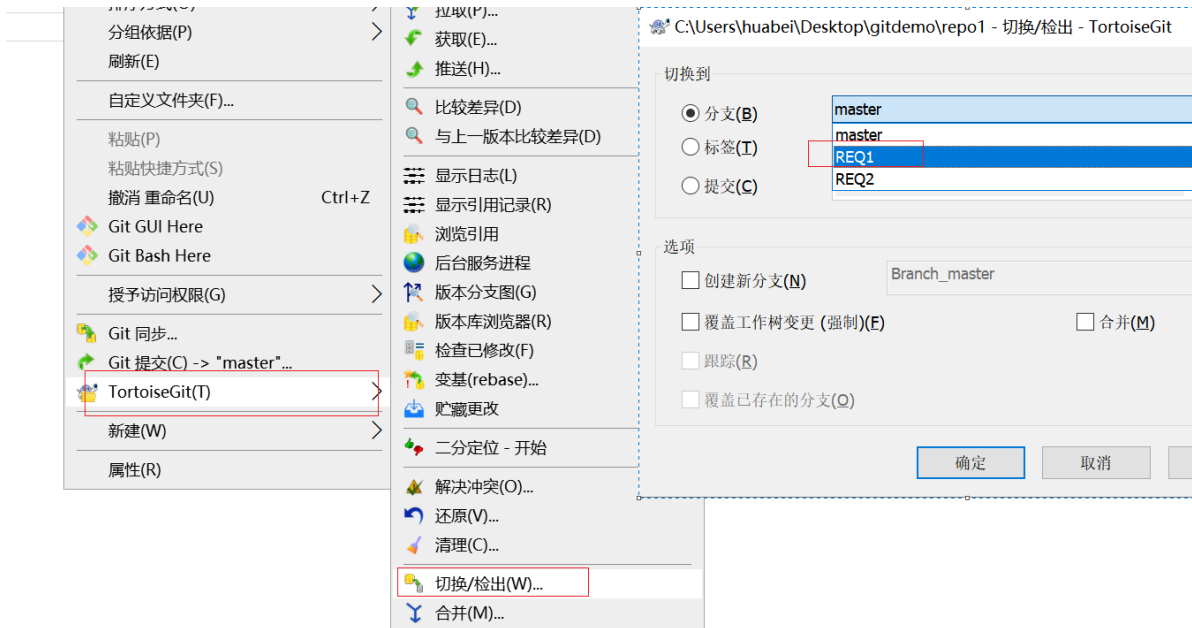 排序方式(O)
分组依据(P)
刷新(E)
自定义文件夹(F)...
粘贴(P)
粘贴快捷方式(S)
撤消 重命名(U) Ctrl+Z
Git GUI Here
Git Bash Here
授予访问权限(G)
Git 同步...
Git 提交(C) -> "master"...
TortoiseGit(T)
新建(W)
属性(R)
拉取(P)...
获取(E)...
推送(H)...
比较差异(D)
与上一版本比较差异(D)
显示日志(L)
显示引用记录(R)
浏览引用
后台服务进程
版本分支图(G)
版本库浏览器(R)
检查已修改(F)
变基(rebase)...
贮藏更改
二分定位 - 开始
解决冲突(O)...
还原(V)...
清理(C)...
切换/检出(W)...
合并(M)...
C:\Users\huabei\Desktop\gitdemo\repo1 - 切换/检出 - TortoiseGit
切换到
分支(B)
master
master
标签(T)
REQ1
REQ2
提交(C)
选项
创建新分支(N)
Branch_master
覆盖工作树变更 (强制)(F)
合并(M)
跟踪(R)
覆盖已存在的分支(O)
确定
取消